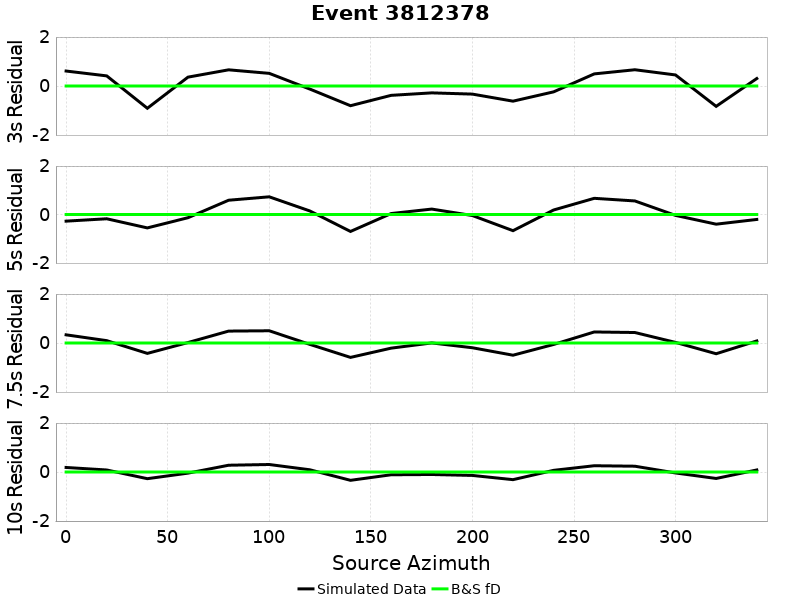 Event 3812378
3s Residual
2
0
-2
5s Residual
2
0
-2
7.5s Residual
2
0
-2
10s Residual
2
0
-2
0 50 100 150 200 250 300
Source Azimuth
Simulated Data B&S fD